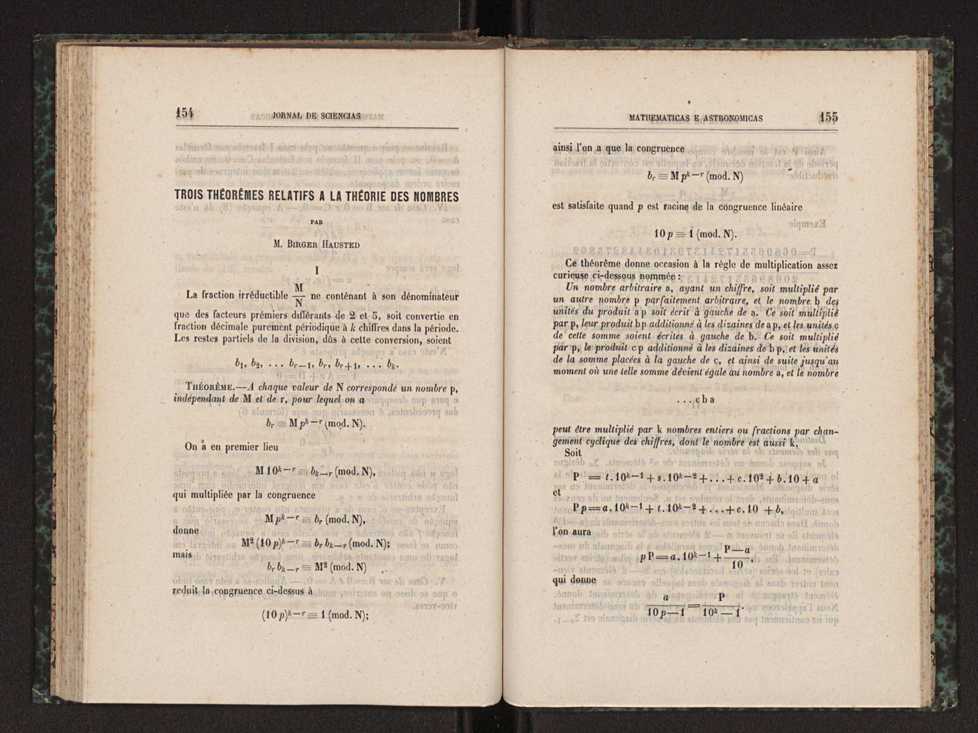 154
JORNAL DE SCIENCIAS
TROIS THÉORÊMES RELATIFS A LA THÉORIE DES NOMBRES
PAR
M. BIRGER HAUSTED
I
La fraction irréductible M/N ne conténant à son dénominateur
que des facteurs prémiers différants de 2 et 5, soit convertie en
fraction décimale purement périodique à k chiffres dans la période.
Les restes partiels de la division, dûs à cette conversion, soient
b₁, b₂, . . . bᵣ₋₁, bᵣ, bᵣ₊₁, . . . bₖ.
THÉORÊME.—A chaque valeur de N correspond un nombre p,
indépendant de M et de r, pour lequel on a
bᵣ ≡ M pᵏ⁻ʳ (mod. N).
On a en premier lieu
M 10ᵏ⁻ʳ ≡ bₖ₋ᵣ (mod. N),
qui multipliée par la congruence
M pᵏ⁻ʳ ≡ bᵣ (mod. N),
donne
M² (10 p)ᵏ⁻ʳ ≡ bᵣ bₖ₋ᵣ (mod. N);
mais
bᵣ bₖ₋ᵣ ≡ M² (mod. N)
reduit la congruence ci-dessus à
(10 p)ᵏ⁻ʳ ≡ 1 (mod. N);
MATHEMATICAS E ASTRONOMICAS
155
ainsi l'on a que la congruence
bᵣ ≡ M pᵏ⁻ʳ (mod. N)
est satisfaite quand p est racine de la congruence linéaire
10 p ≡ 1 (mod. N).
Ce théorême donne occasion à la règle de multiplication assez
curieuse ci-dessous nommée :
Un nombre arbitraire a, ayant un chiffre, soit multiplié par
un autre nombre p parfaitement arbitraire, et le nombre b des
unités du produit a p soit écrit à gauche de a. Ce soit multiplié
par p, leur produit b p additionné à les dizaines de a p, et les unités c
de cette somme soient écrites à gauche de b. Ce soit multiplié
par p, le produit c p additionné à les dizaines de b p, et les unités
de la somme placées à la gauche de c, et ainsi de suite jusqu'au
moment où une telle somme dévient égale au nombre a, et le nombre
. . . c b a
peut être multiplié par k nombres entiers ou fractions par chan-
gement cyclique des chiffres, dont le nombre est aussi k.
Soit
P = t . 10ᵏ⁻¹ + s . 10ᵏ⁻² + . . . + c . 10² + b . 10 + a
et
P p = a . 10ᵏ⁻¹ + t . 10ᵏ⁻² + . . . + c . 10 + b,
l'on aura
p P = a . 10ᵏ⁻¹ + (P — a)/10,
qui donne
a/(10 p — 1) = P/(10ᵏ — 1).